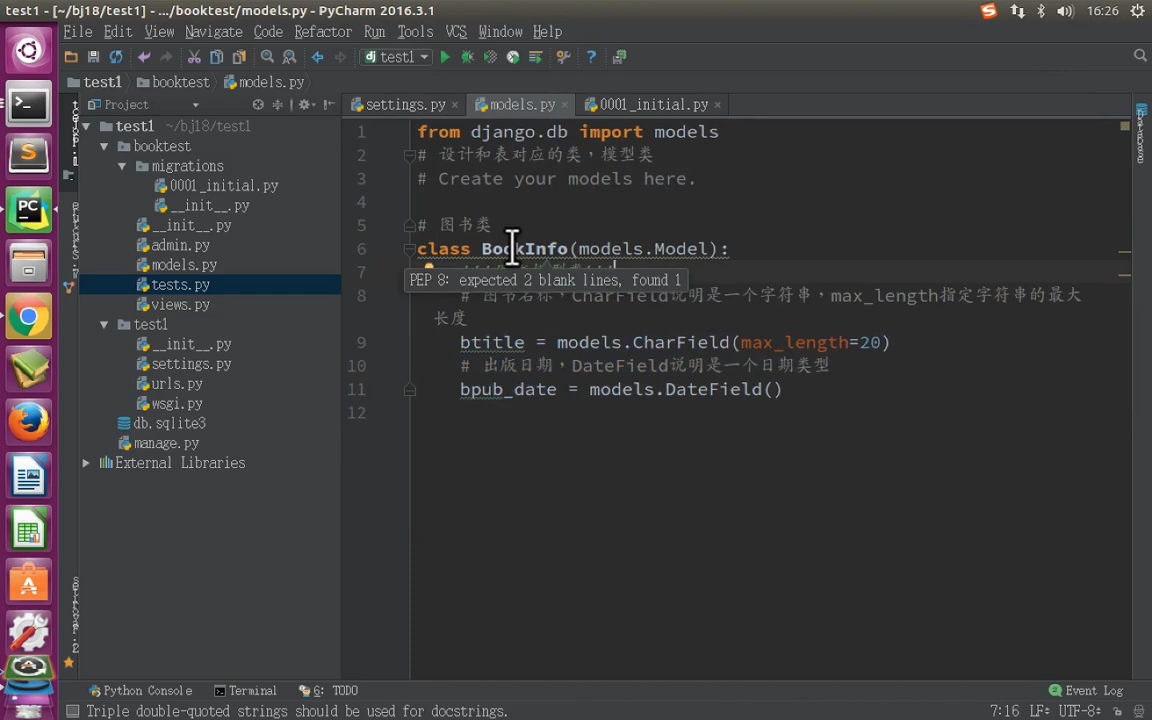 test1 - [~/bj18/test1] - .../booktest/models.py - PyCharm 2016.3.1
16:26
File Edit View Navigate Code Refactor Run Tools VCS Window Help
test1
test1 booktest models.py
Project
settings.py models.py 0001_initial.py
test1 ~/bj18/test1
booktest
migrations
0001_initial.py
__init__.py
__init__.py
admin.py
models.py
tests.py
views.py
test1
__init__.py
settings.py
urls.py
wsgi.py
db.sqlite3
manage.py
External Libraries
1 from django.db import models
2 # 设计和表对应的类，模型类
3 # Create your models here.
4
5 # 图书类
6 class BookInfo(models.Model):
7
PEP 8: expected 2 blank lines, found 1
8 # 图书名称，CharField说明是一个字符串，max_length指定字符串的最大
长度
9 btitle = models.CharField(max_length=20)
10 # 出版日期，DateField说明是一个日期类型
11 bpub_date = models.DateField()
12
Python Console Terminal 6: TODO Event Log
Triple double-quoted strings should be used for docstrings. 7:16 LF÷ UTF-8÷